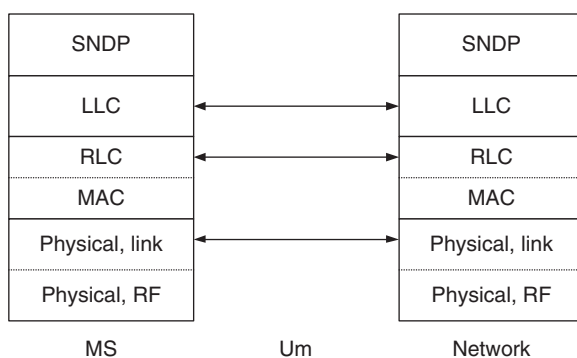 SNDP SNDP
LLC LLC
RLC RLC
MAC MAC
Physical, link Physical, link
Physical, RF Physical, RF
MS Um Network